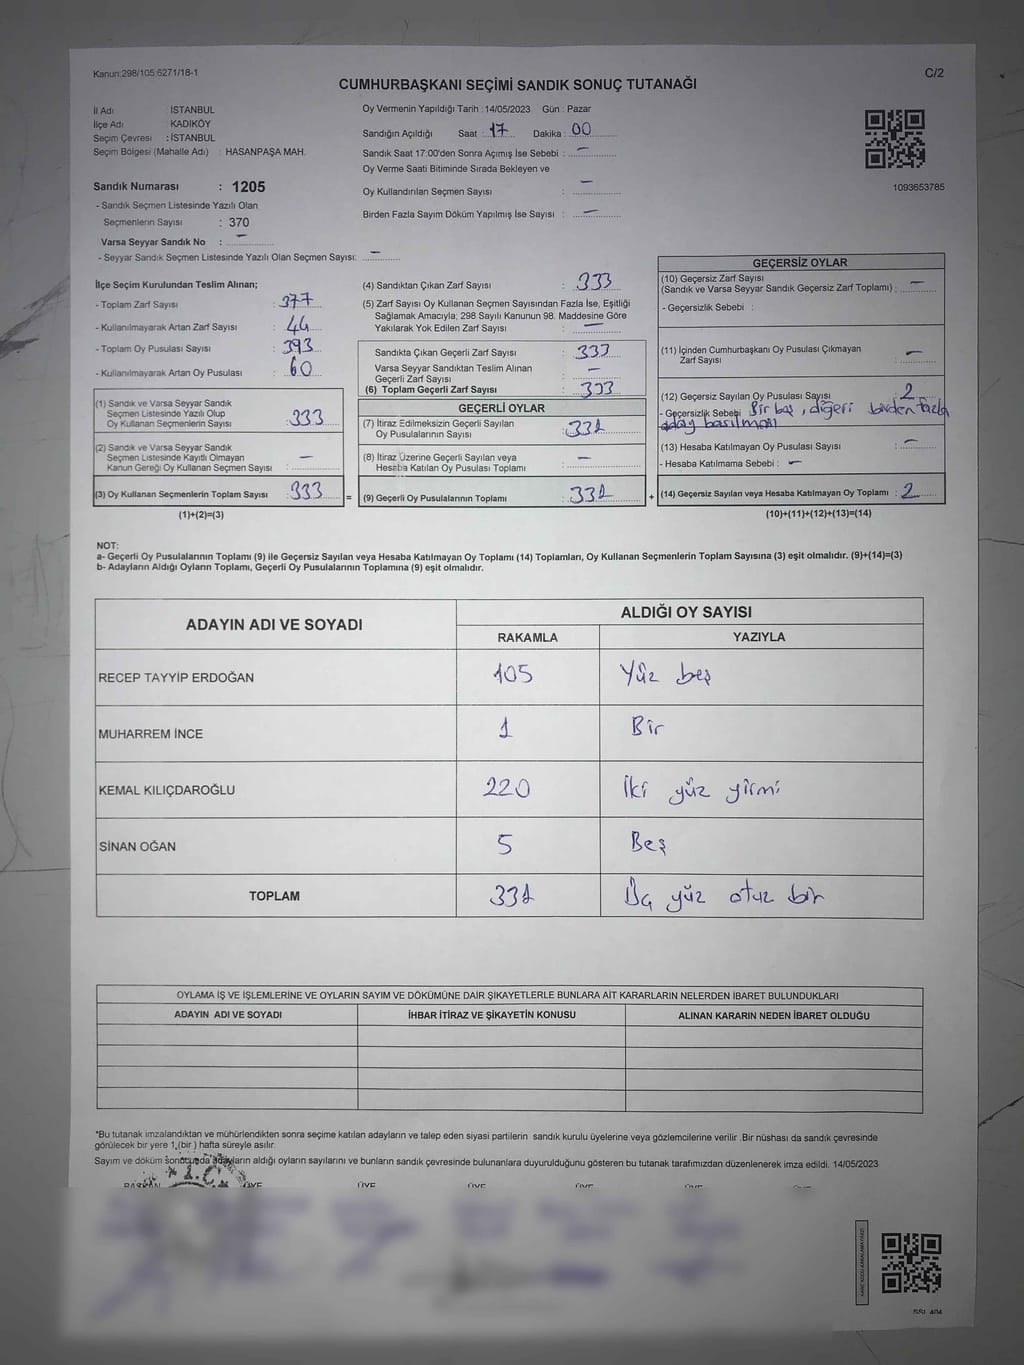 Kanun:298/105;6271/18-1
C/2
CUMHURBAŞKANI SEÇİMİ SANDIK SONUÇ TUTANAĞI
İl Adı : İSTANBUL
İlçe Adı : KADIKÖY
Seçim Çevresi : İSTANBUL
Seçim Bölgesi (Mahalle Adı) : HASANPAŞA MAH.
Sandık Numarası : 1205
- Sandık Seçmen Listesinde Yazılı Olan
Seçmenlerin Sayısı : 370
Varsa Seyyar Sandık No : –
- Seyyar Sandık Seçmen Listesinde Yazılı Olan Seçmen Sayısı: –
Oy Vermenin Yapıldığı Tarih : 14/05/2023 Gün : Pazar
Sandığın Açıldığı Saat : 17 Dakika : 00
Sandık Saat 17:00'den Sonra Açımış İse Sebebi : –
Oy Verme Saati Bitiminde Sırada Bekleyen ve
Oy Kullandırılan Seçmen Sayısı : –
Birden Fazla Sayım Döküm Yapılmış İse Sayısı : –
1093653785
İlçe Seçim Kurulundan Teslim Alınan;
- Toplam Zarf Sayısı : 377
- Kullanılmayarak Artan Zarf Sayısı : 44
- Toplam Oy Pusulası Sayısı : 393
- Kullanılmayarak Artan Oy Pusulası : 60
(1) Sandık ve Varsa Seyyar Sandık
Seçmen Listesinde Yazılı Olup
Oy Kullanan Seçmenlerin Sayısı : 333
(2) Sandık ve Varsa Seyyar Sandık
Seçmen Listesinde Kayıtlı Olmayan
Kanun Gereği Oy Kullanan Seçmen Sayısı : –
(3) Oy Kullanan Seçmenlerin Toplam Sayısı : 333
(1)+(2)=(3)
(4) Sandıktan Çıkan Zarf Sayısı : 333
(5) Zarf Sayısı Oy Kullanan Seçmen Sayısından Fazla İse, Eşitliği
Sağlamak Amacıyla; 298 Sayılı Kanunun 98. Maddesine Göre
Yakılarak Yok Edilen Zarf Sayısı : –
Sandıkta Çıkan Geçerli Zarf Sayısı : 333
Varsa Seyyar Sandıktan Teslim Alınan
Geçerli Zarf Sayısı : –
(6) Toplam Geçerli Zarf Sayısı : 333
GEÇERLİ OYLAR
(7) İtiraz Edilmeksizin Geçerli Sayılan
Oy Pusulalarının Sayısı : 331
(8) İtiraz Üzerine Geçerli Sayılan veya
Hesaba Katılan Oy Pusulası Toplamı : –
= (9) Geçerli Oy Pusulalarının Toplamı : 331
GEÇERSİZ OYLAR
(10) Geçersiz Zarf Sayısı
(Sandık ve Varsa Seyyar Sandık Geçersiz Zarf Toplamı) : –
- Geçersizlik Sebebi :
(11) İçinden Cumhurbaşkanı Oy Pusulası Çıkmayan
Zarf Sayısı : –
(12) Geçersiz Sayılan Oy Pusulası Sayısı : 2
- Geçersizlik Sebebi Bir boş, diğeri birden fazla
aday basılması
(13) Hesaba Katılmayan Oy Pusulası Sayısı : –
- Hesaba Katılmama Sebebi : –
+ (14) Geçersiz Sayılan veya Hesaba Katılmayan Oy Toplamı : 2
(10)+(11)+(12)+(13)=(14)
NOT:
a- Geçerli Oy Pusulalarının Toplamı (9) ile Geçersiz Sayılan veya Hesaba Katılmayan Oy Toplamı (14) Toplamları, Oy Kullanan Seçmenlerin Toplam Sayısına (3) eşit olmalıdır. (9)+(14)=(3)
b- Adayların Aldığı Oyların Toplamı, Geçerli Oy Pusulalarının Toplamına (9) eşit olmalıdır.
ADAYIN ADI VE SOYADI ALDIĞI OY SAYISI
RAKAMLA YAZIYLA
RECEP TAYYİP ERDOĞAN 105 Yüz beş
MUHARREM İNCE 1 Bir
KEMAL KILIÇDAROĞLU 220 İki yüz yirmi
SİNAN OĞAN 5 Beş
TOPLAM 331 Üç yüz otuz bir
OYLAMA İŞ VE İŞLEMLERİNE VE OYLARIN SAYIM VE DÖKÜMÜNE DAİR ŞİKAYETLERLE BUNLARA AİT KARARLARIN NELERDEN İBARET BULUNDUKLARI
ADAYIN ADI VE SOYADI İHBAR İTİRAZ VE ŞİKAYETİN KONUSU ALINAN KARARIN NEDEN İBARET OLDUĞU
*Bu tutanak imzalandıktan ve mühürlendikten sonra seçime katılan adayların ve talep eden siyasi partilerin sandık kurulu üyelerine veya gözlemcilerine verilir .Bir nüshası da sandık çevresinde
görülecek bir yere 1 (bir ) hafta süreyle asılır.
Sayım ve döküm sonucunda adayların aldığı oyların sayılarını ve bunların sandık çevresinde bulunanlara duyurulduğunu gösteren bu tutanak tarafımızdan düzenlenerek imza edildi. 14/05/2023
T.C.
BAŞKAN ÜYE ÜYE ÜYE ÜYE ÜYE